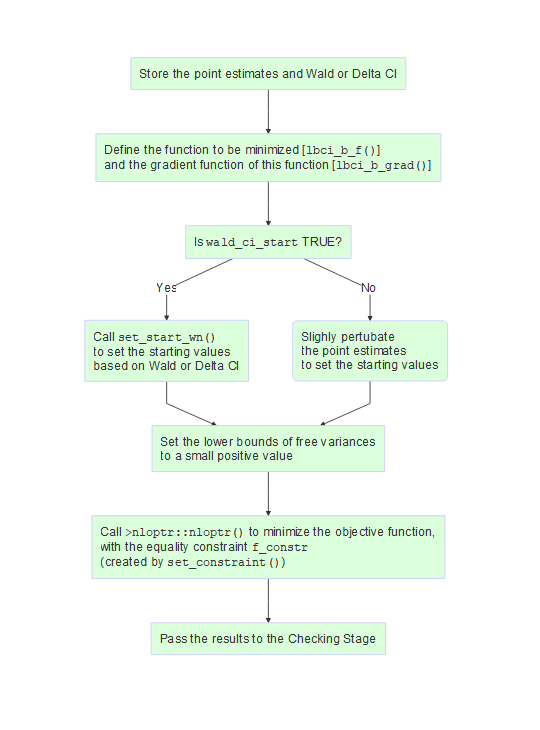 Store the point estimates and Wald or Delta CI
Define the function to be minimized [lbci_b_f()]
and the gradient function of this function [lbci_b_grad()]
Is wald_ci_start TRUE?
Yes
No
Call set_start_wn()
to set the starting values
based on Wald or Delta CI
Slighly pertubate
the point estimates
to set the starting values
Set the lower bounds of free variances
to a small positive value
Call >nloptr::nloptr() to minimize the objective function,
with the equality constraint f_constr
(created by set_constraint())
Pass the results to the Checking Stage